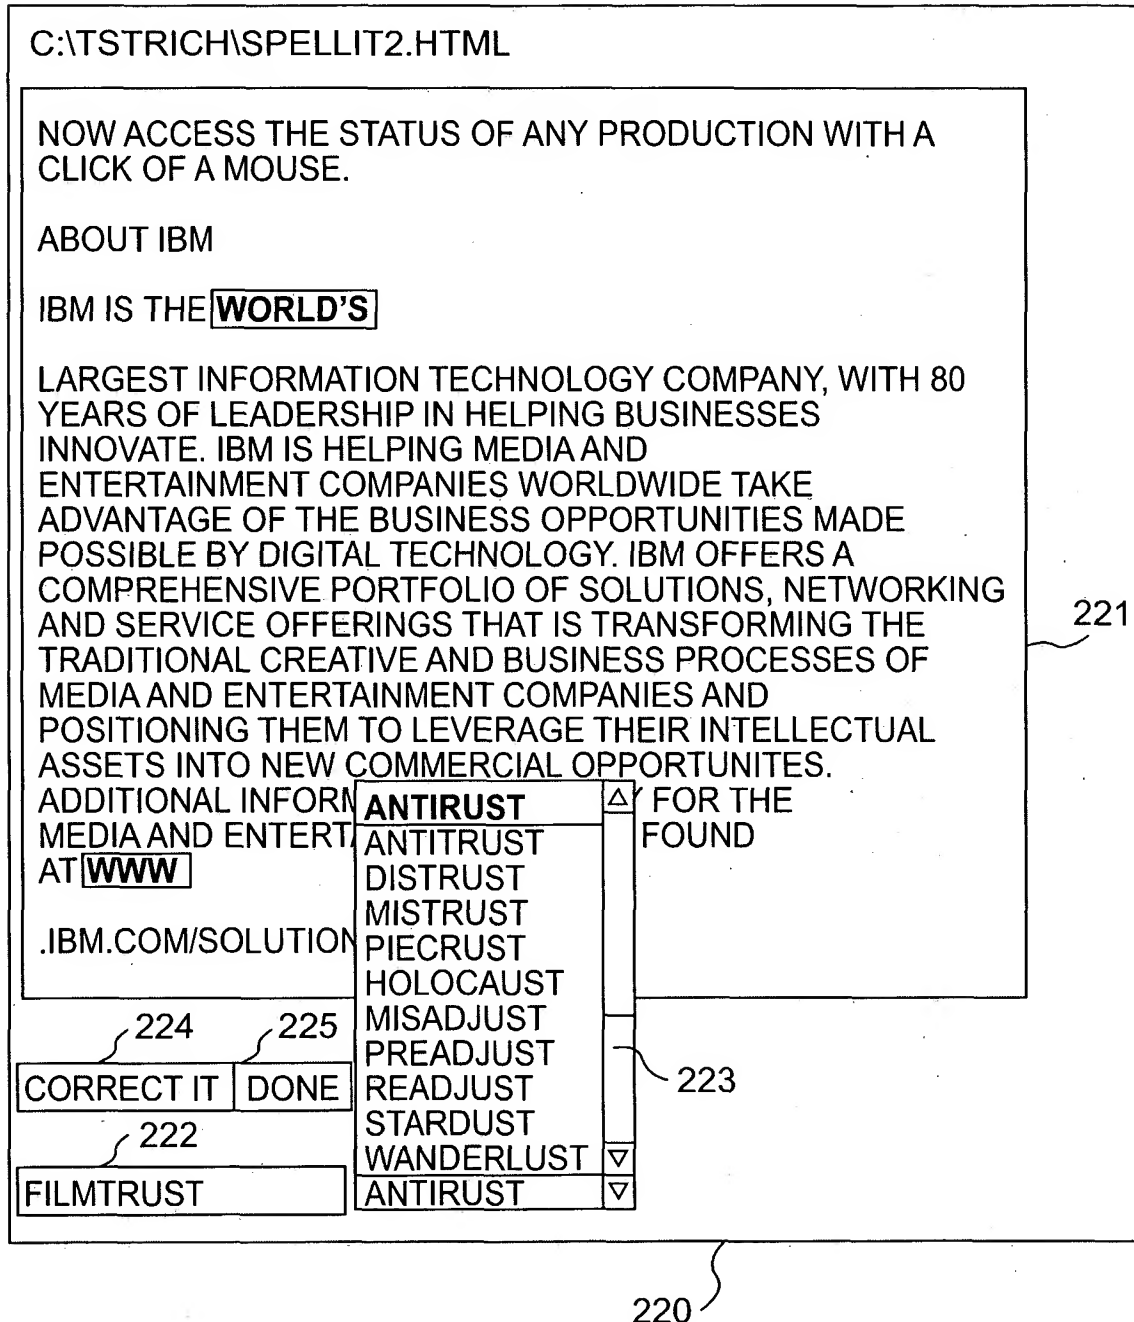 C:\TSTRICH\SPELLIT2.HTML
NOW ACCESS THE STATUS OF ANY PRODUCTION WITH A
CLICK OF A MOUSE.
ABOUT IBM
IBM IS THE WORLD'S
LARGEST INFORMATION TECHNOLOGY COMPANY, WITH 80
YEARS OF LEADERSHIP IN HELPING BUSINESSES
INNOVATE. IBM IS HELPING MEDIA AND
ENTERTAINMENT COMPANIES WORLDWIDE TAKE
ADVANTAGE OF THE BUSINESS OPPORTUNITIES MADE
POSSIBLE BY DIGITAL TECHNOLOGY. IBM OFFERS A
COMPREHENSIVE PORTFOLIO OF SOLUTIONS, NETWORKING
AND SERVICE OFFERINGS THAT IS TRANSFORMING THE
TRADITIONAL CREATIVE AND BUSINESS PROCESSES OF
MEDIA AND ENTERTAINMENT COMPANIES AND
POSITIONING THEM TO LEVERAGE THEIR INTELLECTUAL
ASSETS INTO NEW COMMERCIAL OPPORTUNITES.
ADDITIONAL INFORM Y FOR THE
MEDIA AND ENTERTA FOUND
AT WWW
.IBM.COM/SOLUTION
ANTIRUST
ANTITRUST
DISTRUST
MISTRUST
PIECRUST
HOLOCAUST
MISADJUST
PREADJUST
READJUST
STARDUST
WANDERLUST
ANTIRUST
221
224 225
CORRECT IT DONE
223
222
FILMTRUST
220